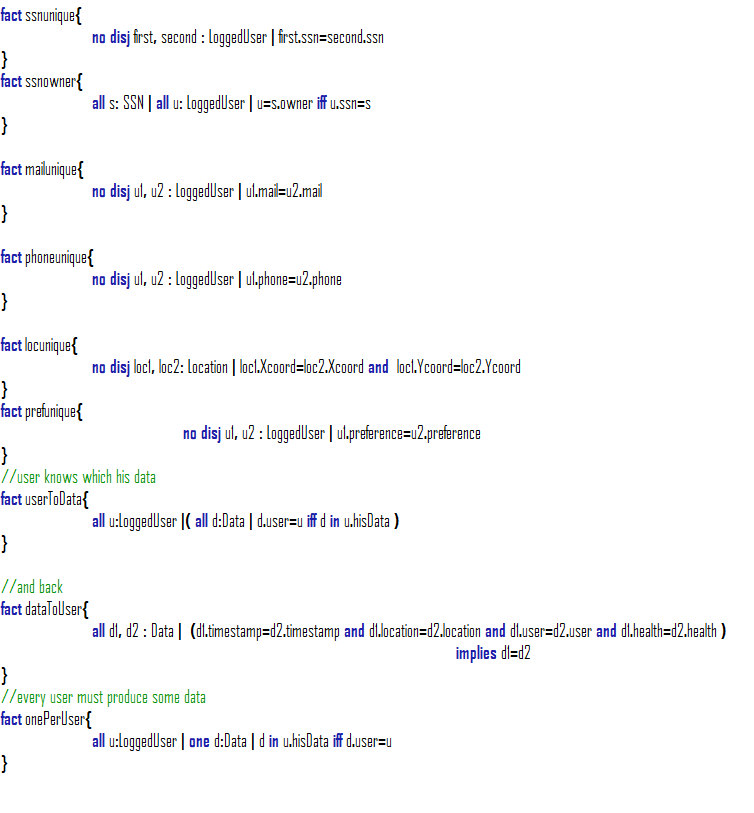 fact ssnunique{
no disj first, second : LoggedUser | first.ssn=second.ssn
}
fact ssnowner{
all s: SSN | all u: LoggedUser | u=s.owner iff u.ssn=s
}
fact mailunique{
no disj u1, u2 : LoggedUser | u1.mail=u2.mail
}
fact phoneunique{
no disj u1, u2 : LoggedUser | u1.phone=u2.phone
}
fact locunique{
no disj loc1, loc2: Location | loc1.Xcoord=loc2.Xcoord and loc1.Ycoord=loc2.Ycoord
}
fact prefunique{
no disj u1, u2 : LoggedUser | u1.preference=u2.preference
}
//user knows which his data
fact userToData{
all u:LoggedUser |( all d:Data | d.user=u iff d in u.hisData )
}
//and back
fact dataToUser{
all d1, d2 : Data | (d1.timestamp=d2.timestamp and d1.location=d2.location and d1.user=d2.user and d1.health=d2.health )
implies d1=d2
}
//every user must produce some data
fact onePerUser{
all u:LoggedUser | one d:Data | d in u.hisData iff d.user=u
}